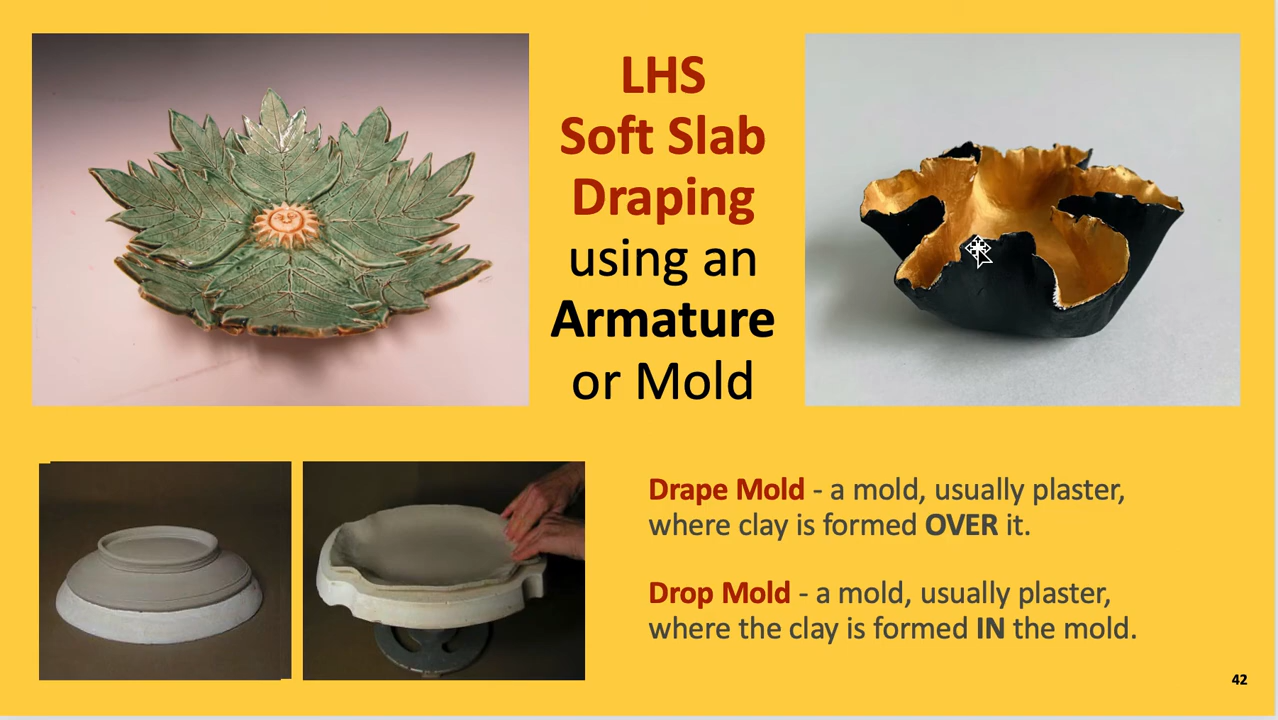 LHS
Soft Slab
Draping
using an
Armature
or Mold
Drape Mold - a mold, usually plaster,
where clay is formed OVER it.
Drop Mold - a mold, usually plaster,
where the clay is formed IN the mold.
42